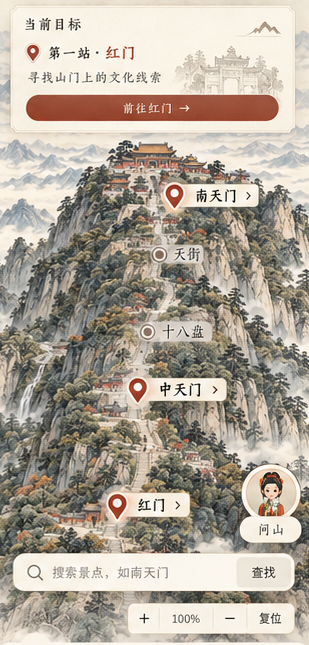 当前目标
第一站·红门
寻找山门上的文化线索
前往红门 →
南天门 >
天街
十八盘
中天门 >
红门 >
问山
搜索景点，如南天门
查找
+ 100% − 复位